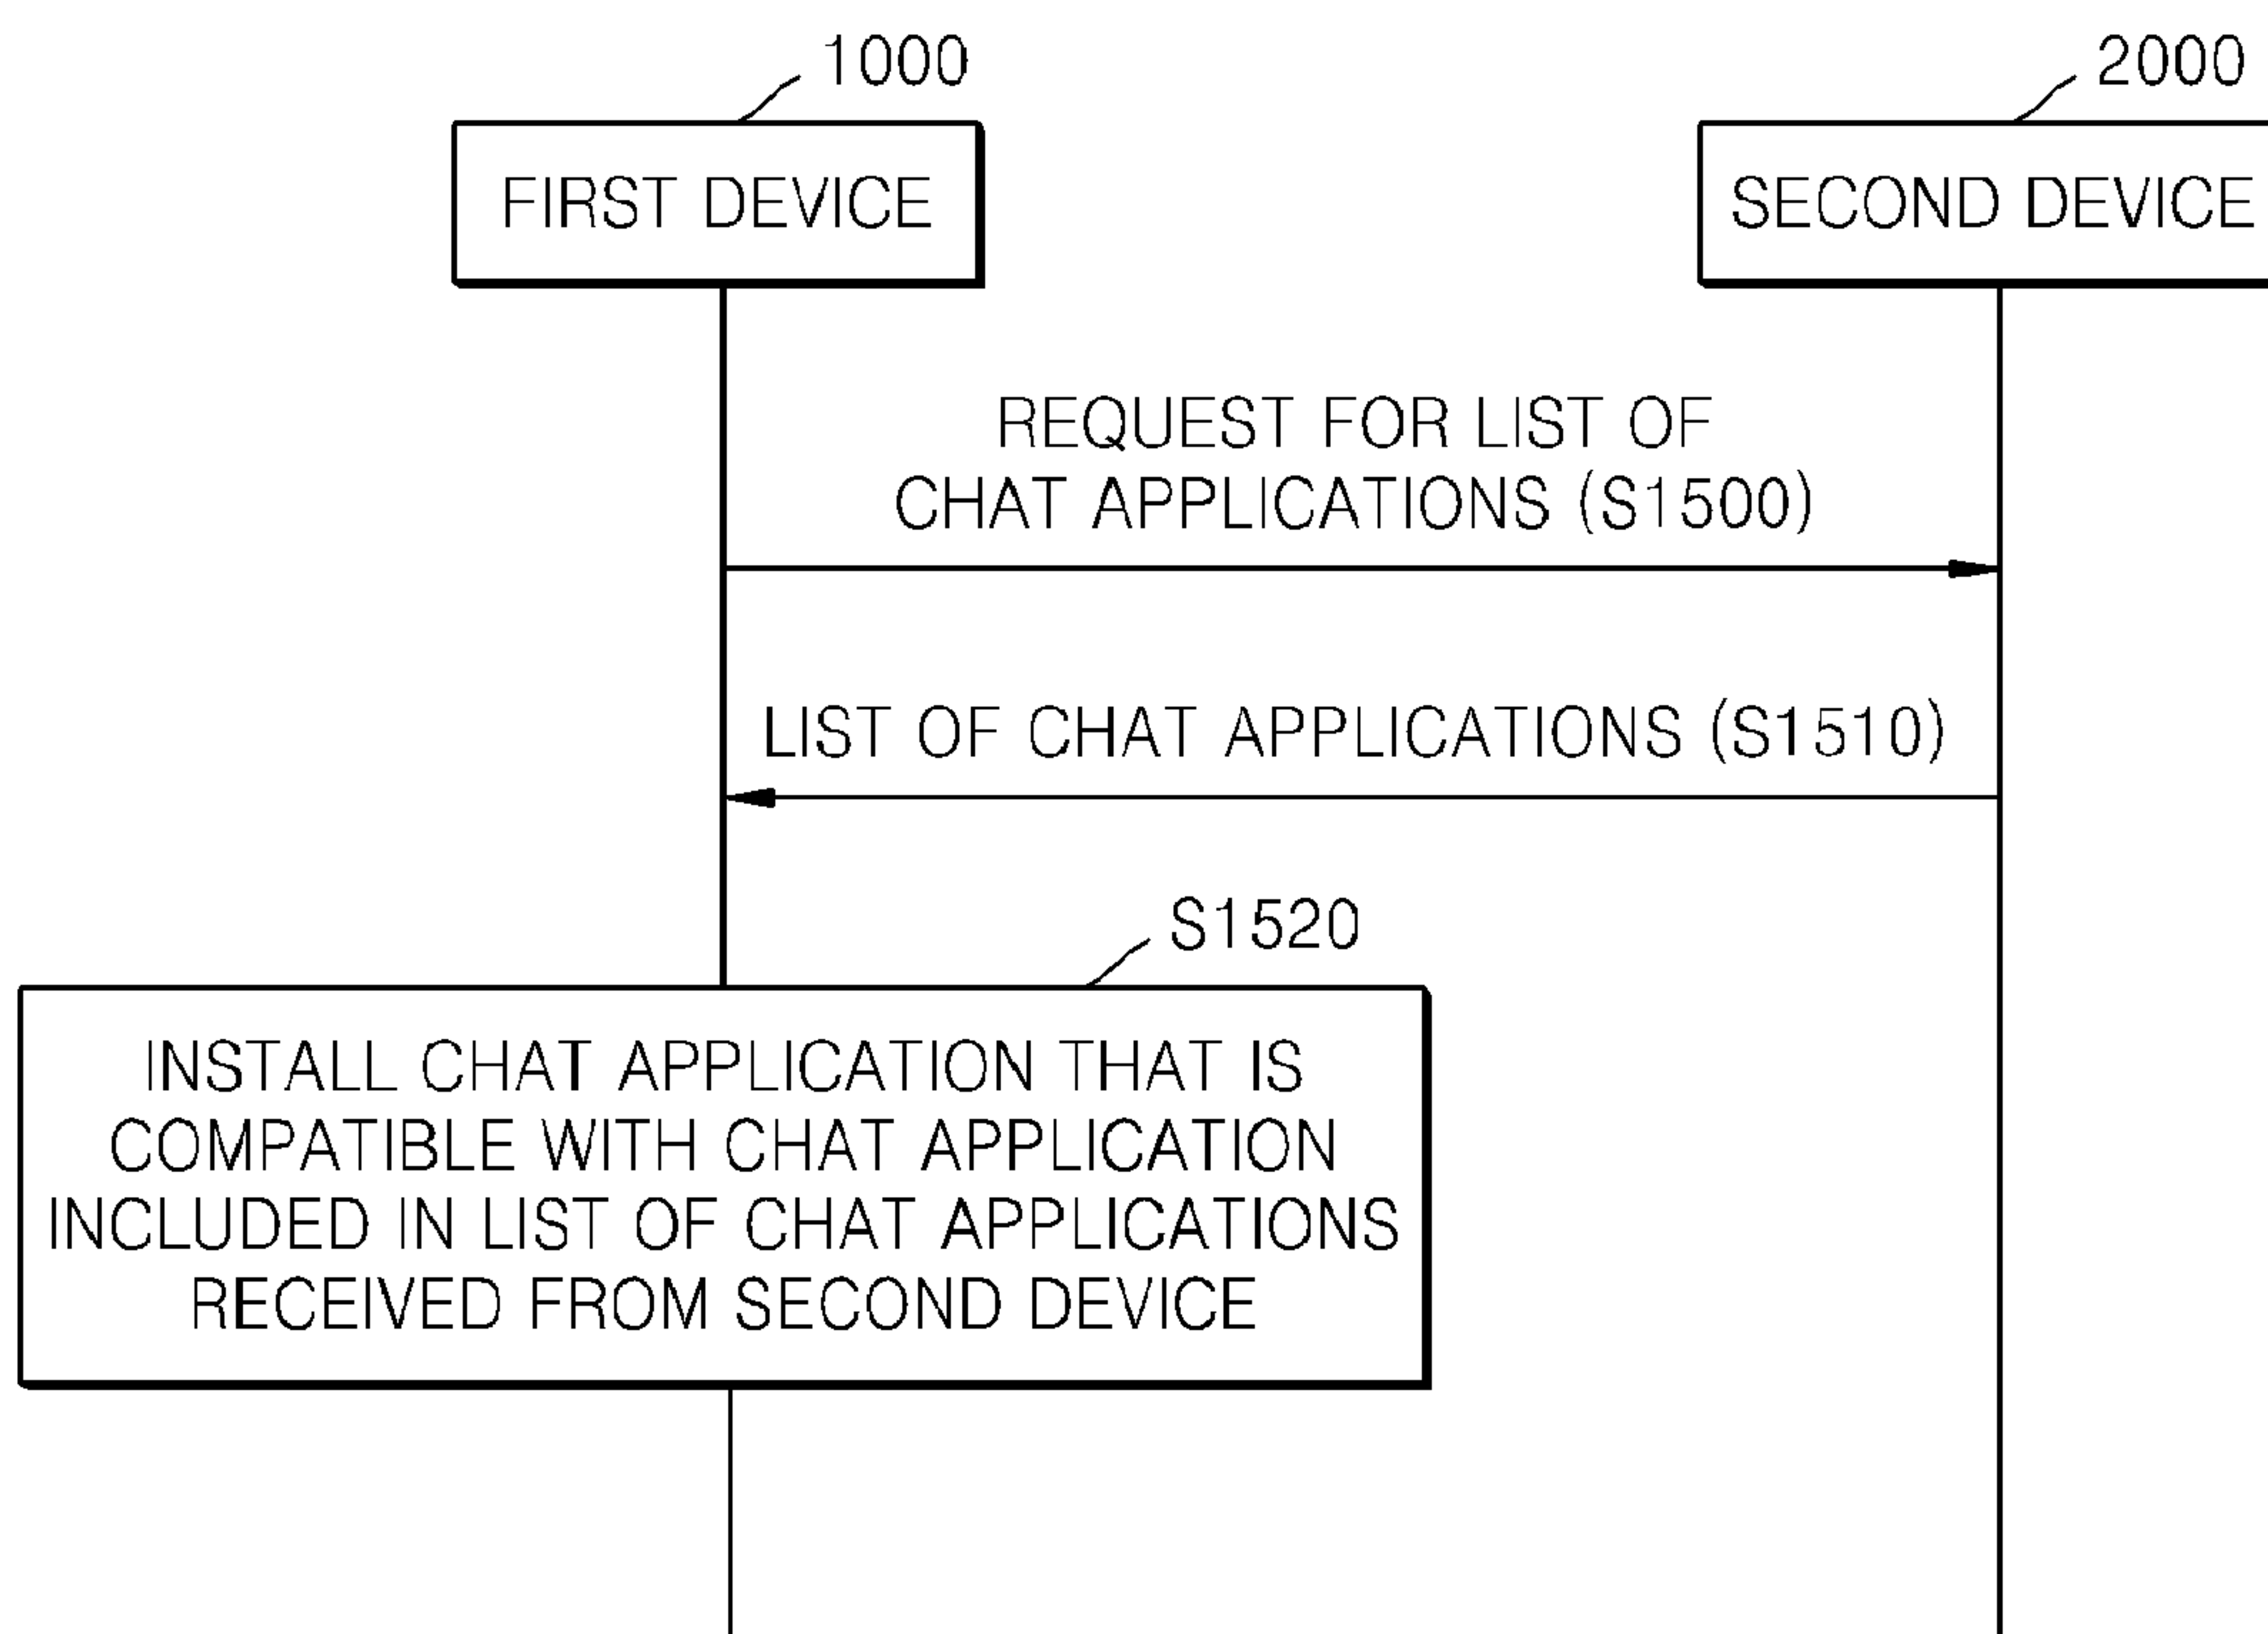 1000
2000
FIRST DEVICE
SECOND DEVICE
REQUEST FOR LIST OF
CHAT APPLICATIONS (S1500)
LIST OF CHAT APPLICATIONS (S1510)
S1520
INSTALL CHAT APPLICATION THAT IS
COMPATIBLE WITH CHAT APPLICATION
INCLUDED IN LIST OF CHAT APPLICATIONS
RECEIVED FROM SECOND DEVICE